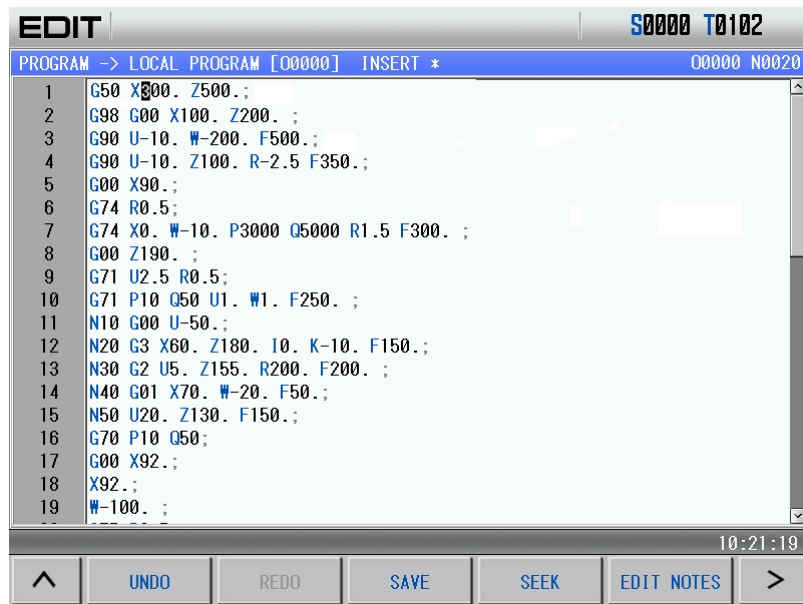 EDIT S0000 T0102
PROGRAM -> LOCAL PROGRAM [O0000] INSERT * O0000 N0020
1 G50 X300. Z500.;
2 G98 G00 X100. Z200. ;
3 G90 U-10. W-200. F500.;
4 G90 U-10. Z100. R-2.5 F350.;
5 G00 X90.;
6 G74 R0.5;
7 G74 X0. W-10. P3000 Q5000 R1.5 F300. ;
8 G00 Z190. ;
9 G71 U2.5 R0.5;
10 G71 P10 Q50 U1. W1. F250. ;
11 N10 G00 U-50.;
12 N20 G3 X60. Z180. I0. K-10. F150.;
13 N30 G2 U5. Z155. R200. F200. ;
14 N40 G01 X70. W-20. F50.;
15 N50 U20. Z130. F150.;
16 G70 P10 Q50;
17 G00 X92.;
18 X92.;
19 W-100. ;
10:21:19
^ UNDO REDO SAVE SEEK EDIT NOTES >